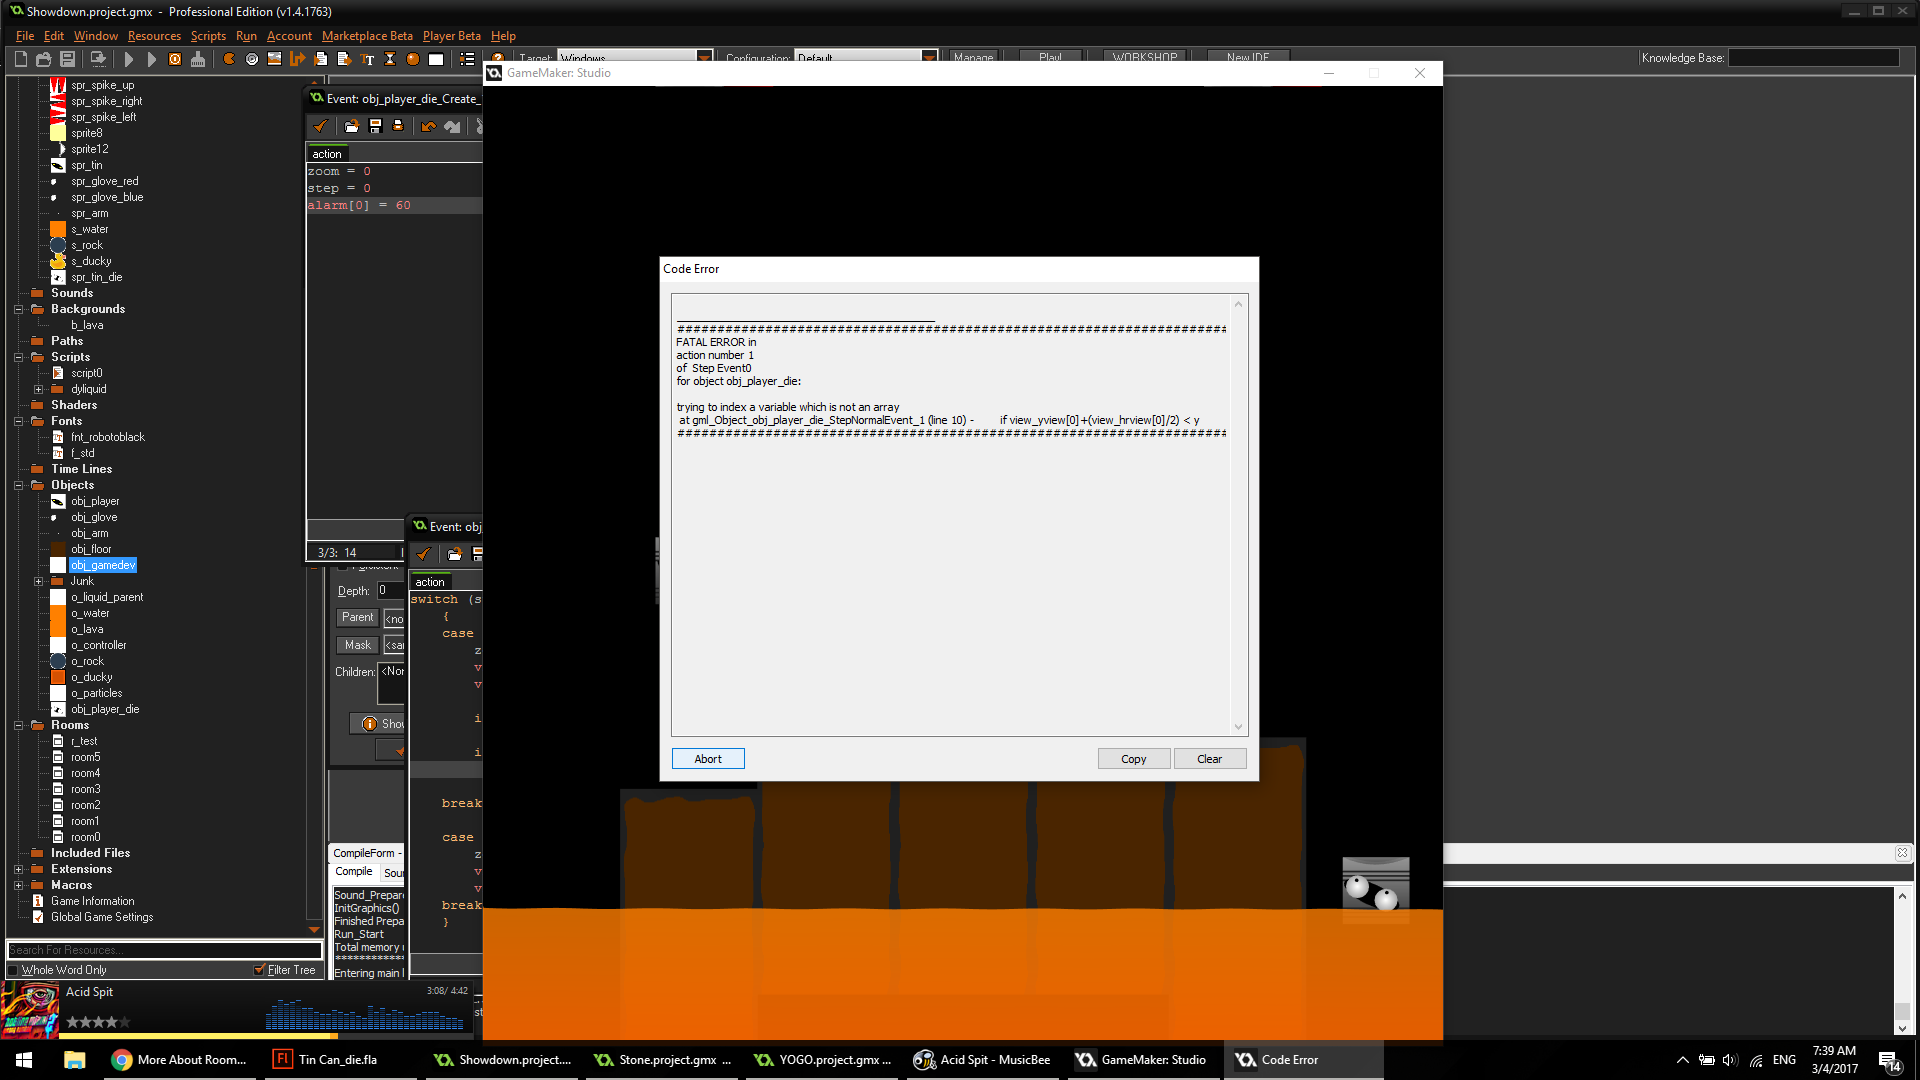 Showdown.project.gmx  -  Professional Edition (v1.4.1763)
File Edit Window Resources Scripts Run Account Marketplace Beta Player Beta Help
Target: Windows Configuration: Default Manage Play! WORKSHOP New IDE Knowledge Base:
spr_spike_up
spr_spike_right
spr_spike_left
sprite8
sprite12
spr_tin
spr_glove_red
spr_glove_blue
spr_arm
s_water
s_rock
s_ducky
spr_tin_die
Sounds
Backgrounds
b_lava
Paths
Scripts
script0
dyliquid
Shaders
Fonts
fnt_robotoblack
f_std
Time Lines
Objects
obj_player
obj_glove
obj_arm
obj_floor
obj_gamedev
Junk
o_liquid_parent
o_water
o_lava
o_controller
o_rock
o_ducky
o_particles
obj_player_die
Rooms
r_test
room5
room4
room3
room2
room1
room0
Included Files
Extensions
Macros
Game Information
Global Game Settings
Search For Resources...
Whole Word Only Filter Tree
Event: obj_player_die_Create_
action
zoom = 0
step = 0
alarm[0] = 60
3/3: 14
Depth: 0
Parent <no
Mask <sar
Children: <Nor
Show
Event: obj
action
switch (s
{
case
z
v
v
i
i
break
case
z
v
v
break
}
CompileForm -
Compile Sour
Sound_Prepare
InitGraphics()
Finished Prepa
Run_Start
Total memory u
**************
Entering main l
GameMaker: Studio
Code Error
############################################################
FATAL ERROR in
action number 1
of  Step Event0
for object obj_player_die:
trying to index a variable which is not an array
at gml_Object_obj_player_die_StepNormalEvent_1 (line 10) -         if view_yview[0]+(view_hrview[0]/2) < y
############################################################
Abort Copy Clear
Acid Spit 3:08/ 4:42
More About Room... Tin Can_die.fla Showdown.project.... Stone.project.gmx ... YOGO.project.gmx ... Acid Spit - MusicBee GameMaker: Studio Code Error ENG 7:39 AM
3/4/2017
14